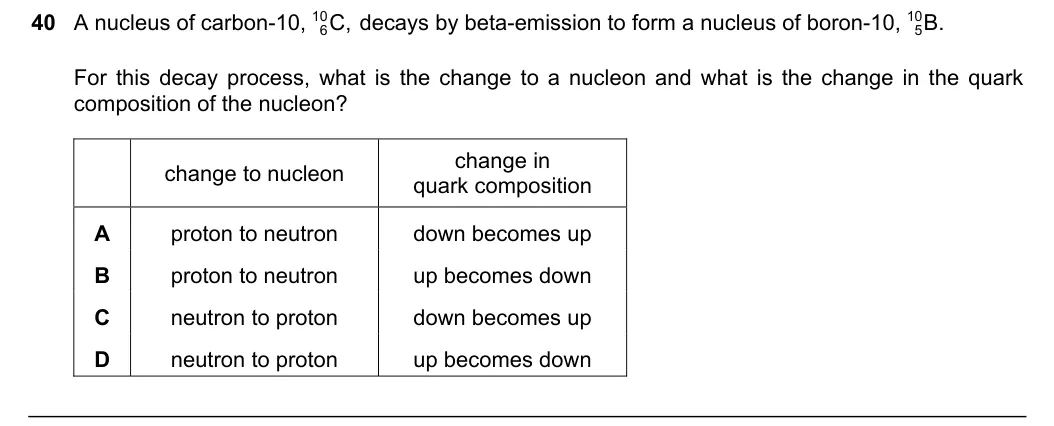 40 A nucleus of carbon-10, ¹⁰₆C, decays by beta-emission to form a nucleus of boron-10, ¹⁰₅B.
For this decay process, what is the change to a nucleon and what is the change in the quark
composition of the nucleon?
change to nucleon change in
quark composition
A proton to neutron down becomes up
B proton to neutron up becomes down
C neutron to proton down becomes up
D neutron to proton up becomes down